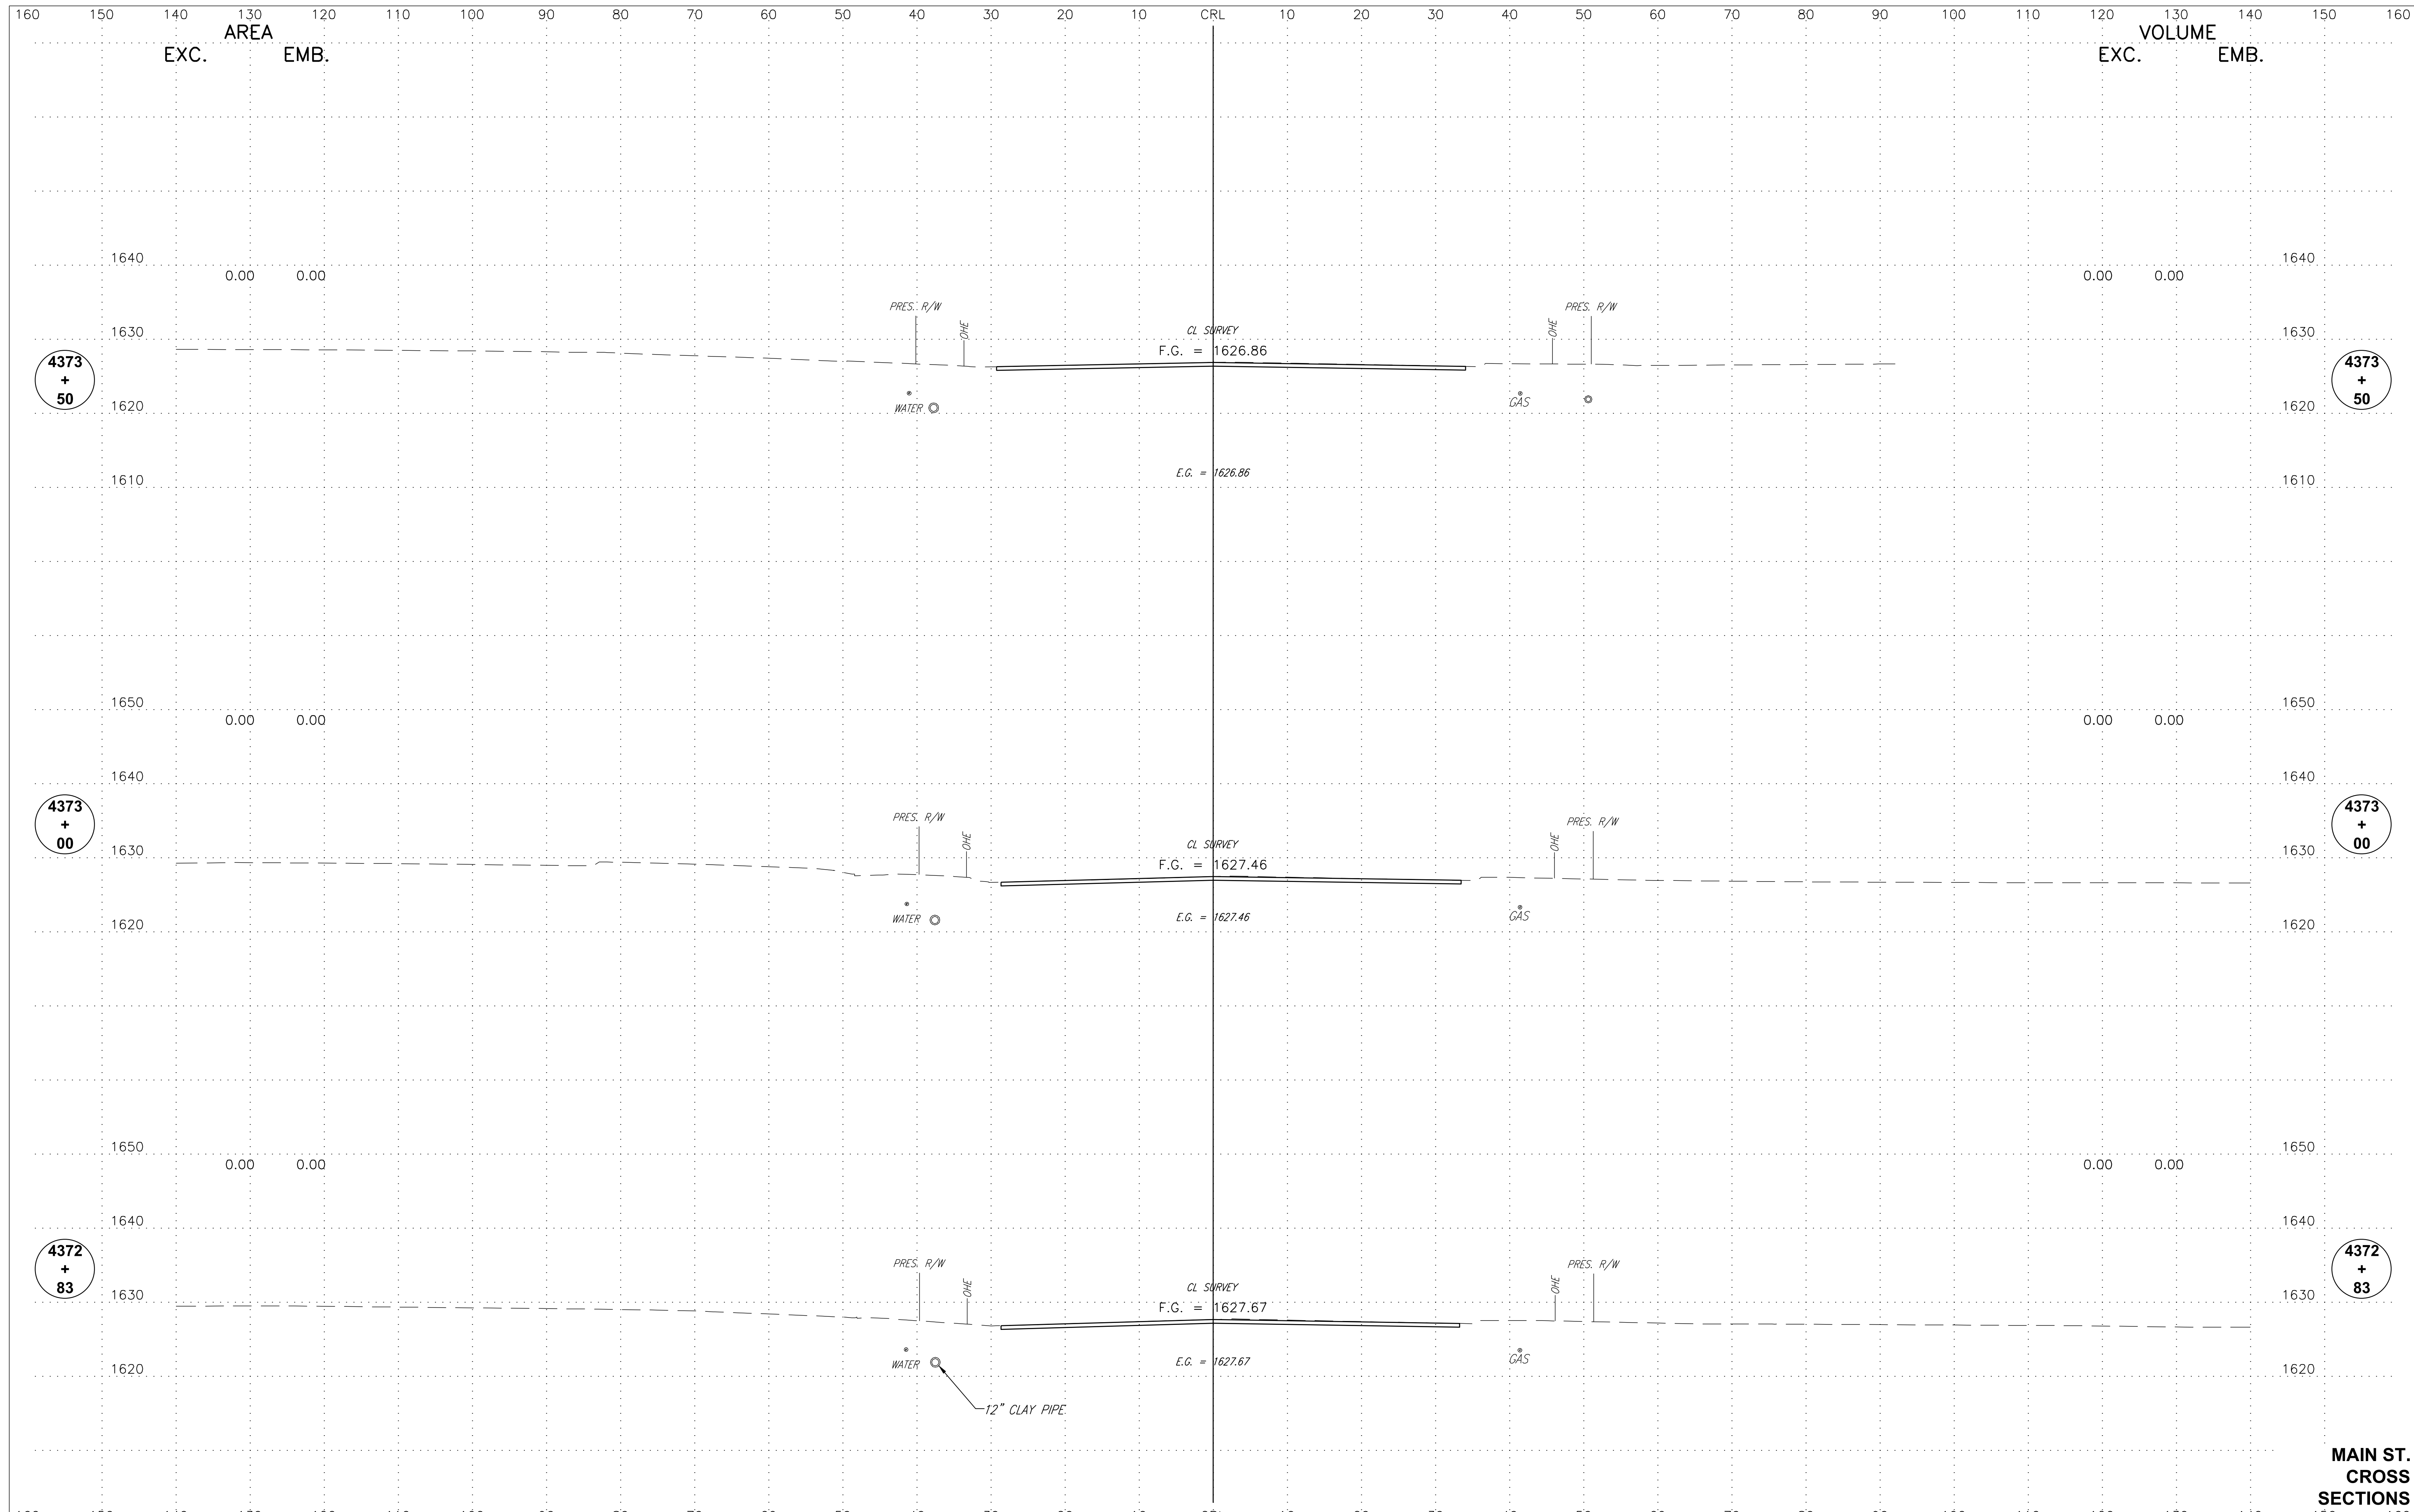 160 150 140 130 120 110 100 90 80 70 60 50 40 30 20 10 CRL 10 20 30 40 50 60 70 80 90 100 110 120 130 140 150 160
AREA VOLUME
EXC. EMB. EXC. EMB.
1640 1640
0.00 0.00 0.00 0.00
PRES. R/W PRES. R/W
OHE OHE
1630 CL SURVEY 1630
F.G. = 1626.86
4373 + 50 4373 + 50
WATER GAS
1620 1620
E.G. = 1626.86
1610 1610
1650 1650
0.00 0.00 0.00 0.00
1640 1640
4373 + 00 4373 + 00
PRES. R/W PRES. R/W
OHE OHE
CL SURVEY
1630 F.G. = 1627.46 1630
WATER E.G. = 1627.46 GAS
1620 1620
1650 1650
0.00 0.00 0.00 0.00
1640 1640
4372 + 83 4372 + 83
PRES. R/W PRES. R/W
OHE OHE
CL SURVEY
1630 F.G. = 1627.67 1630
WATER E.G. = 1627.67 GAS
1620 1620
12" CLAY PIPE
MAIN ST.
CROSS
SECTIONS